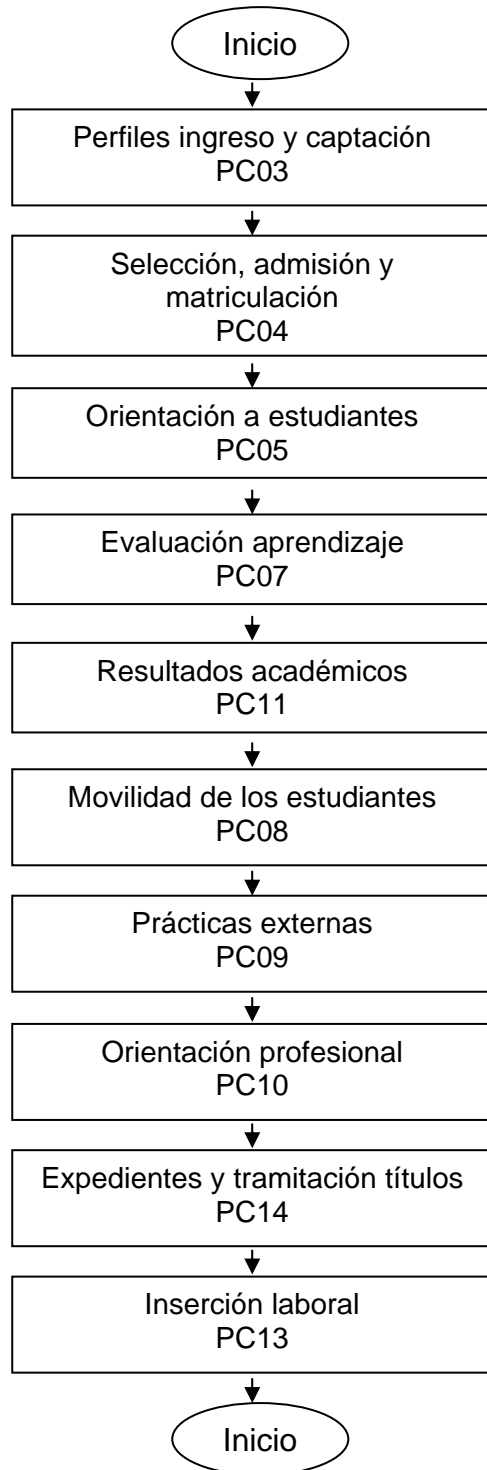 Inicio
Perfiles ingreso y captación
PC03
Selección, admisión y
matriculación
PC04
Orientación a estudiantes
PC05
Evaluación aprendizaje
PC07
Resultados académicos
PC11
Movilidad de los estudiantes
PC08
Prácticas externas
PC09
Orientación profesional
PC10
Expedientes y tramitación títulos
PC14
Inserción laboral
PC13
Inicio